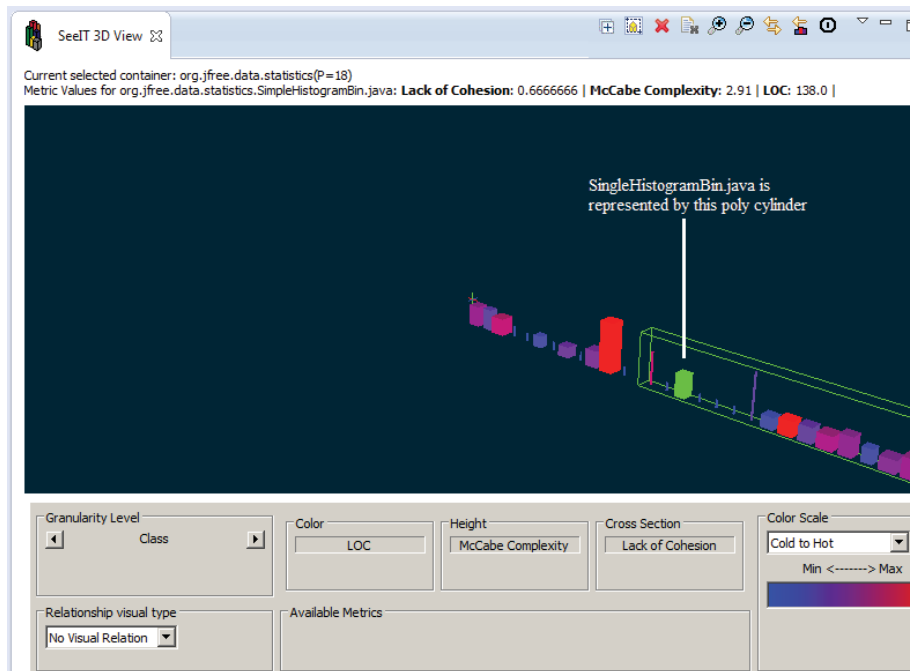 SeeIT 3D View
Current selected container: org.jfree.data.statistics(P=18)
Metric Values for org.jfree.data.statistics.SimpleHistogramBin.java: Lack of Cohesion: 0.6666666 | McCabe Complexity: 2.91 | LOC: 138.0 |
SingleHistogramBin.java is
represented by this poly cylinder
Granularity Level
Class
Color
LOC
Height
McCabe Complexity
Cross Section
Lack of Cohesion
Color Scale
Cold to Hot
Min <-------> Max
Relationship visual type
No Visual Relation
Available Metrics